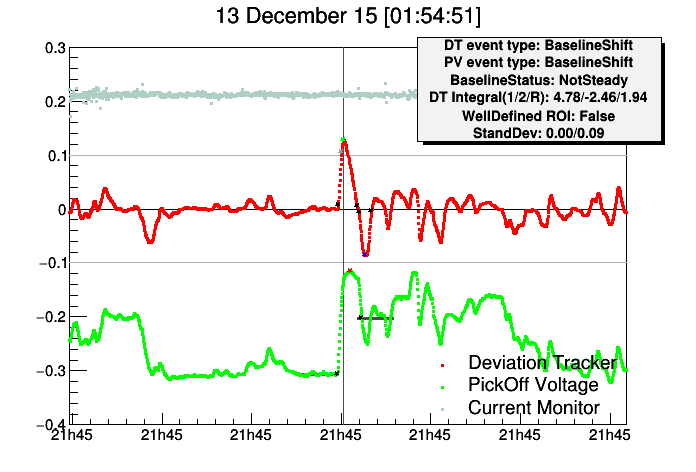 13 December 15 [01:54:51]
DT event type: BaselineShift
PV event type: BaselineShift
BaselineStatus: NotSteady
DT Integral(1/2/R): 4.78/-2.46/1.94
WellDefined ROI: False
StandDev: 0.00/0.09
0.3
0.2
0.1
0
−0.1
−0.2
−0.3
−0.4
Deviation Tracker
PickOff Voltage
Current Monitor
21h45 21h45 21h45 21h45 21h45 21h45 21h45